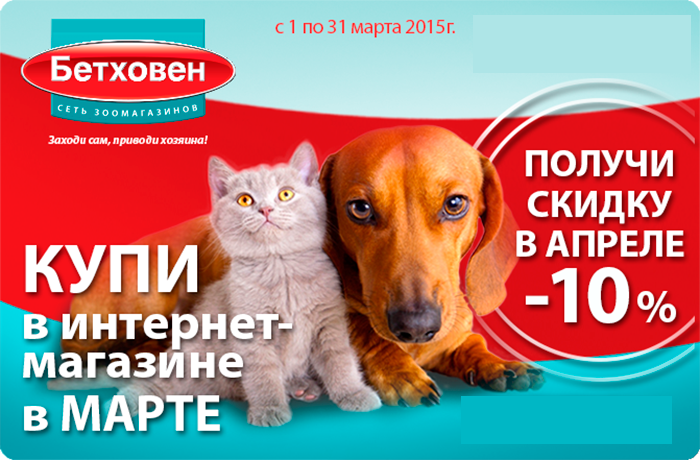 с 1 по 31 марта 2015г.
Бетховен
СЕТЬ ЗООМАГАЗИНОВ
Заходи сам, приводи хозяина!
ПОЛУЧИ
СКИДКУ
В АПРЕЛЕ
-10 %
КУПИ
в интернет-
магазине
в МАРТЕ